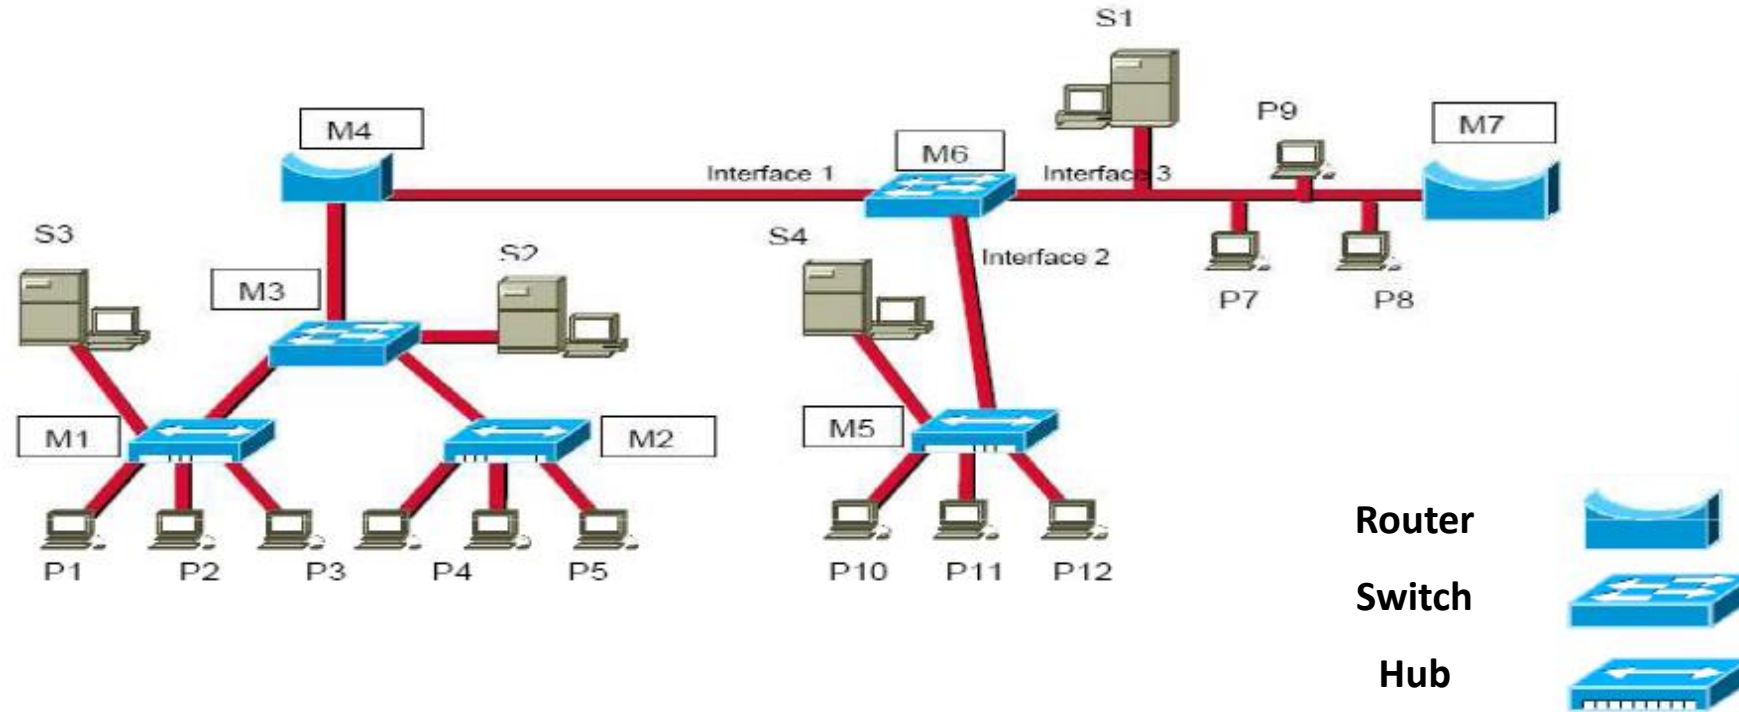 S1
P9
M7
M4
M6
Interface 1
Interface 3
S3
S4
S2
Interface 2
M3
P7
P8
M1
M2
M5
P1
P2
P3
P4
P5
P10
P11
P12
Router
Switch
Hub